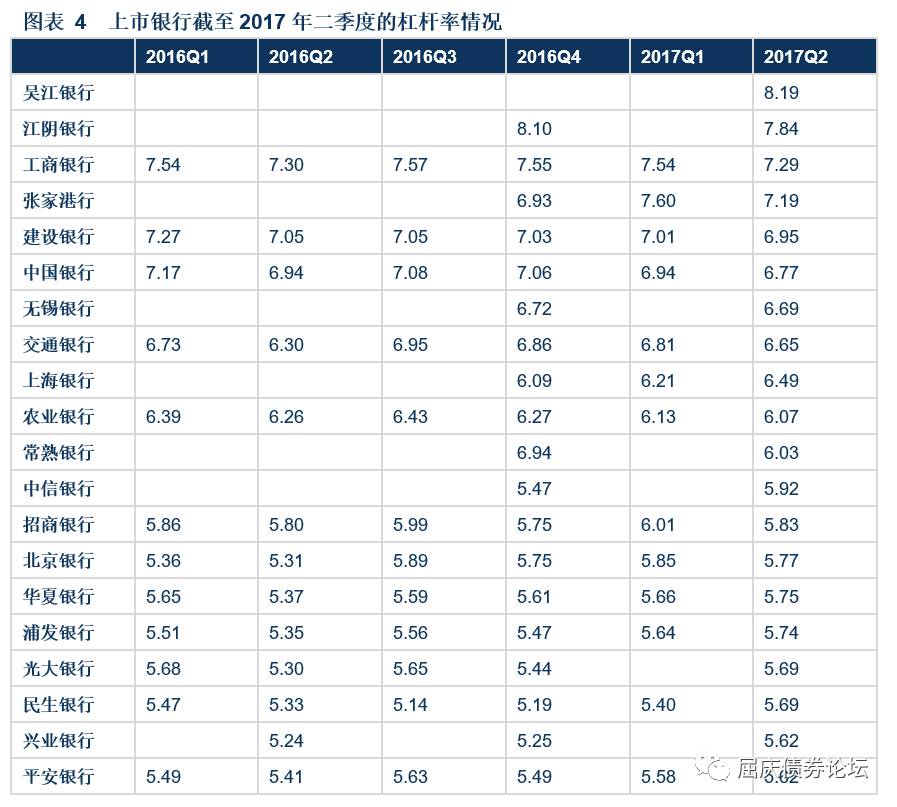 图表 4 上市银行截至 2017 年二季度的杠杆率情况
2016Q1 2016Q2 2016Q3 2016Q4 2017Q1 2017Q2
吴江银行 8.19
江阴银行 8.10 7.84
工商银行 7.54 7.30 7.57 7.55 7.54 7.29
张家港行 6.93 7.60 7.19
建设银行 7.27 7.05 7.05 7.03 7.01 6.95
中国银行 7.17 6.94 7.08 7.06 6.94 6.77
无锡银行 6.72 6.69
交通银行 6.73 6.30 6.95 6.86 6.81 6.65
上海银行 6.09 6.21 6.49
农业银行 6.39 6.26 6.43 6.27 6.13 6.07
常熟银行 6.94 6.03
中信银行 5.47 5.92
招商银行 5.86 5.80 5.99 5.75 6.01 5.83
北京银行 5.36 5.31 5.89 5.75 5.85 5.77
华夏银行 5.65 5.37 5.59 5.61 5.66 5.75
浦发银行 5.51 5.35 5.56 5.47 5.64 5.74
光大银行 5.68 5.30 5.65 5.44 5.69
民生银行 5.47 5.33 5.14 5.19 5.40 5.69
兴业银行 5.24 5.25 5.62
平安银行 5.49 5.41 5.63 5.49 5.58
屈庆债券论坛